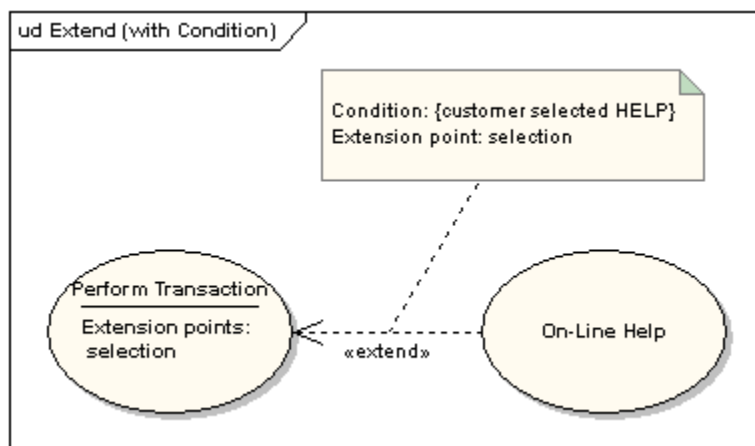 ud Extend (with Condition)
Condition: {customer selected HELP}
Extension point: selection
Perform Transaction
Extension points:
selection
«extend»
On-Line Help